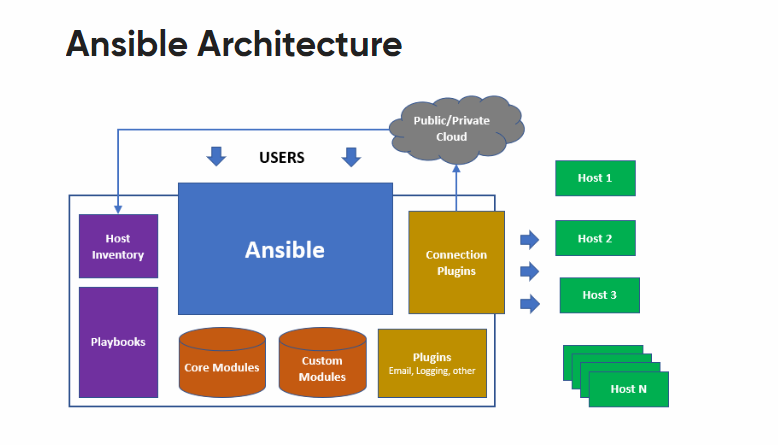 Ansible Architecture
Public/Private
Cloud
USERS
Host 1
Host
Inventory
Ansible
Connection
Plugins
Host 2
Host 3
Playbooks
Core Modules
Custom
Modules
Plugins
Email, Logging, other
Host N